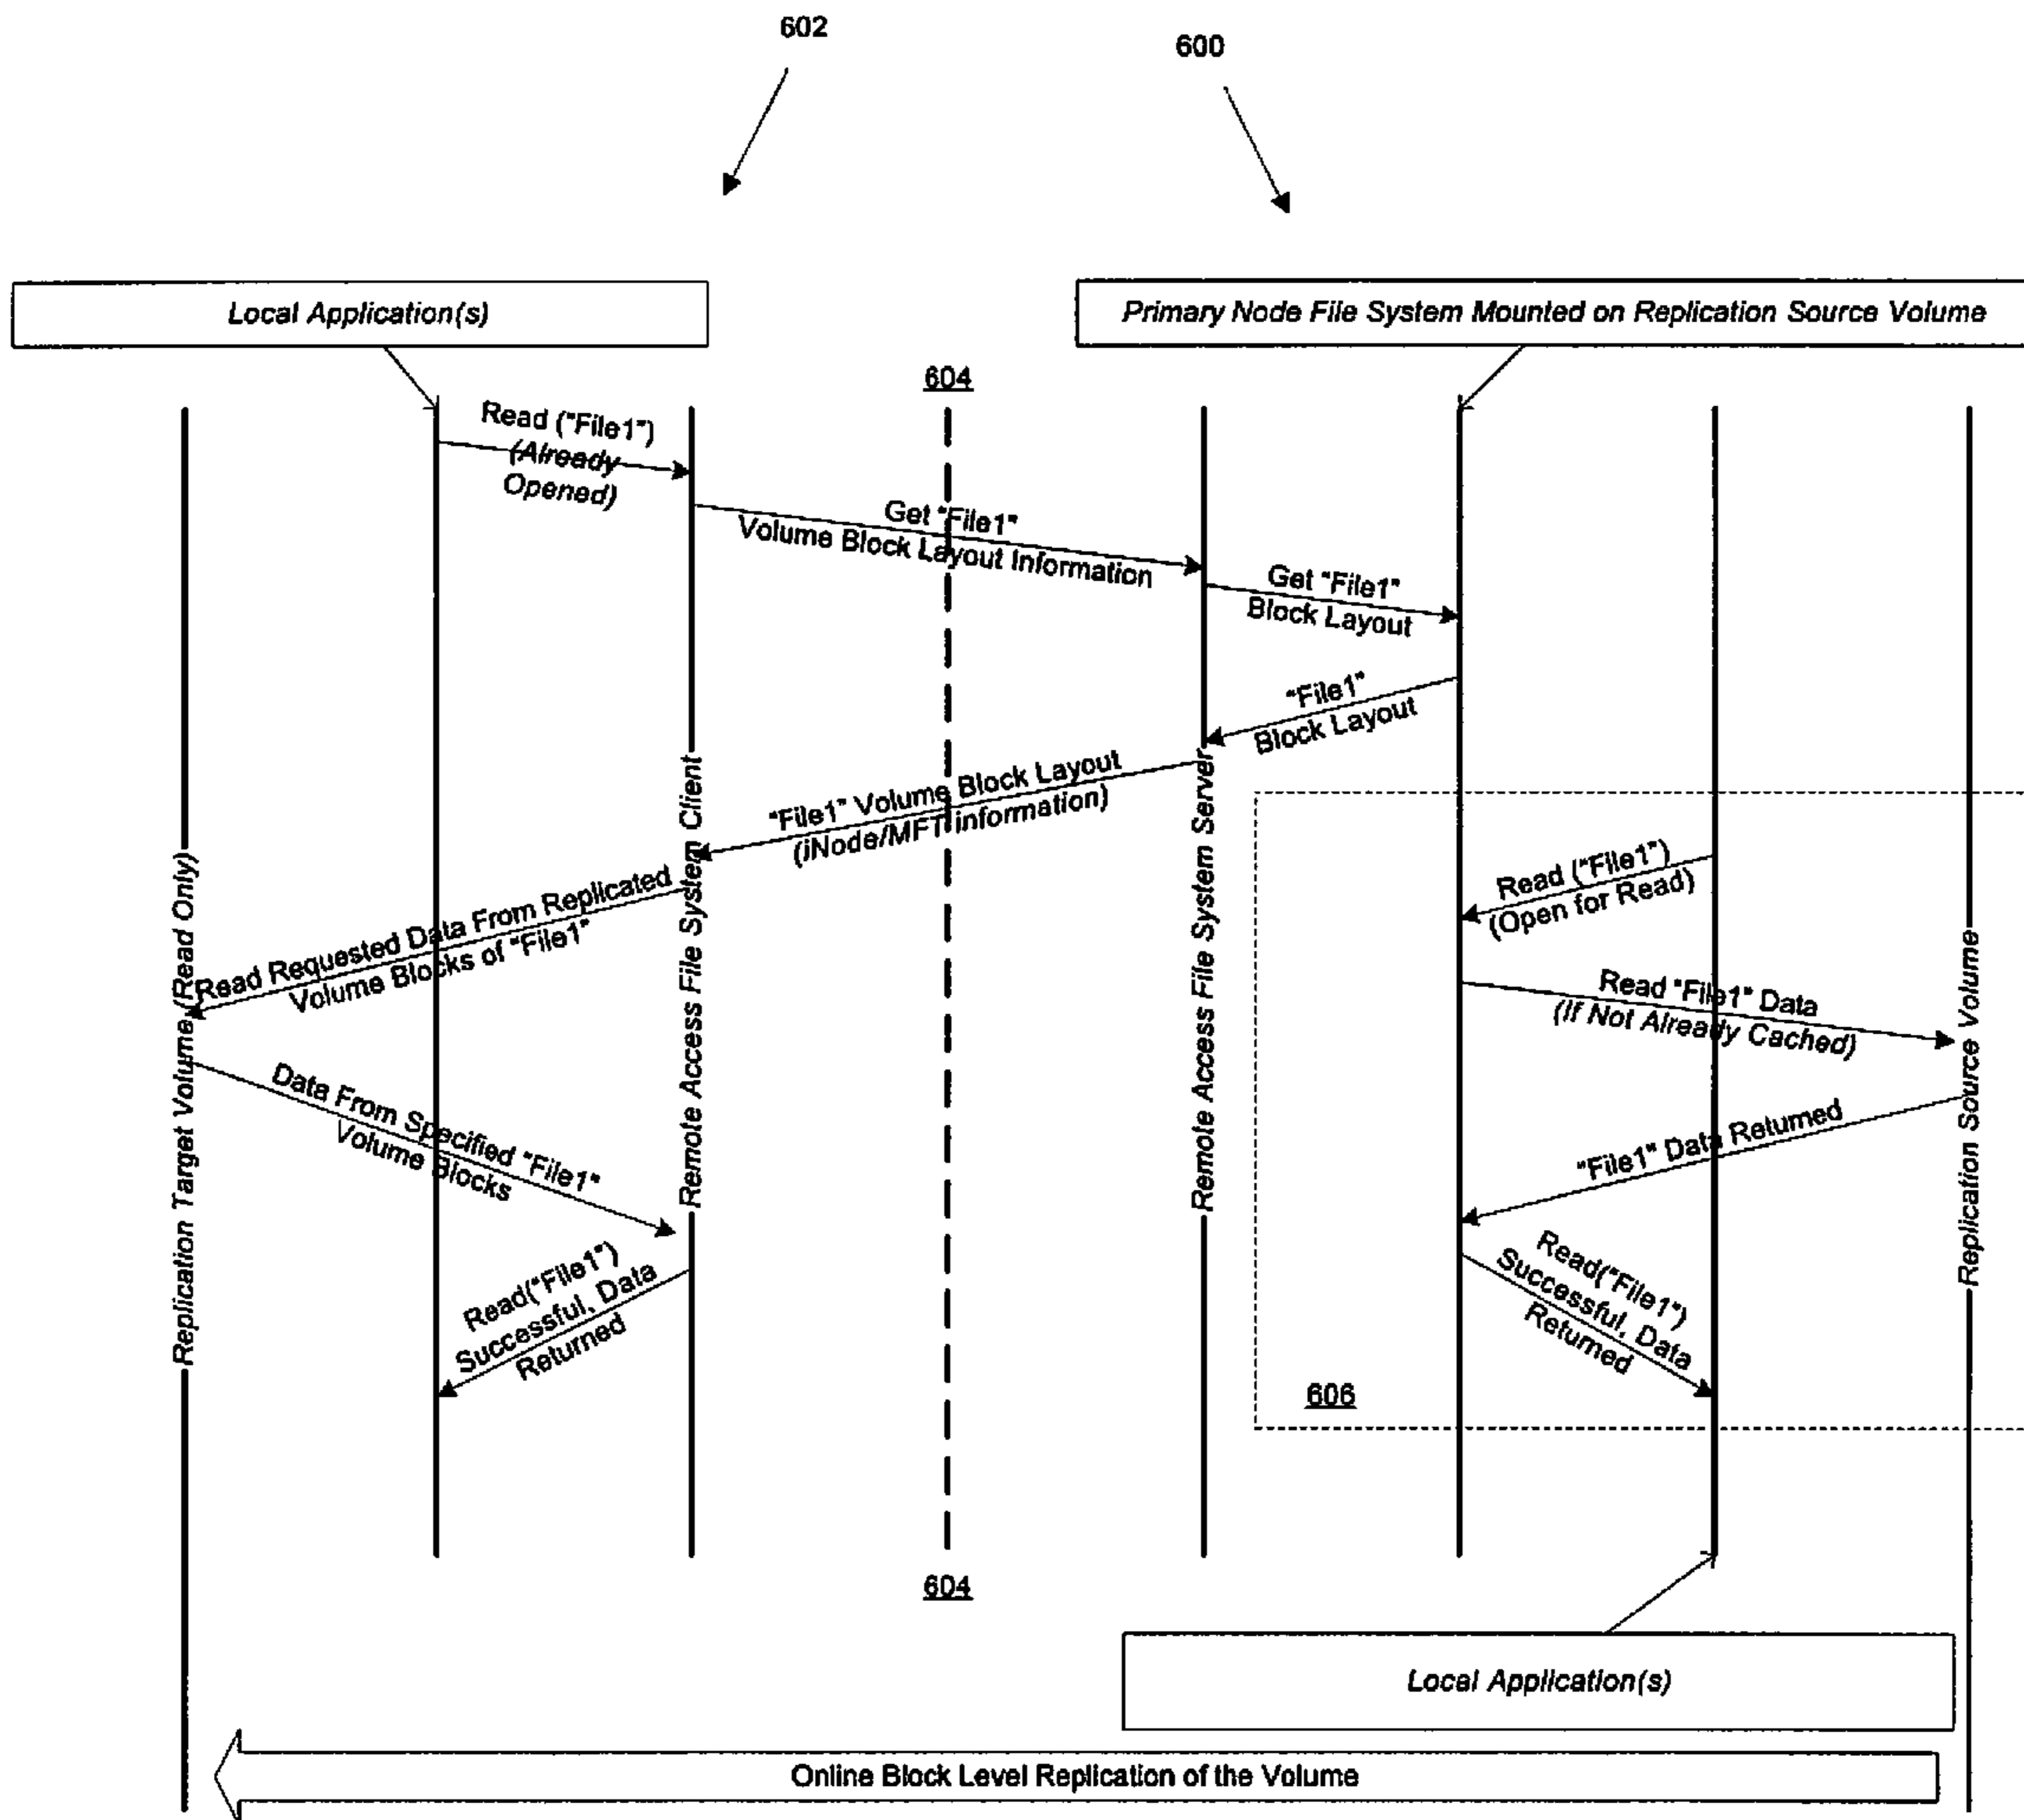 602
600
Local Application(s)
Primary Node File System Mounted on Replication Source Volume
604
Read ("File1")
(Already
Opened)
Get "File1"
Volume Block Layout Information
Get "File1"
Block Layout
"File1"
Block Layout
"File1" Volume Block Layout
(iNode/MFT information)
Read ("File1")
(Open for Read)
Read Requested Data From Replicated
Volume Blocks of "File1"
Read "File1" Data
(If Not Already Cached)
Data From Specified "File1"
Volume Blocks
"File1" Data Returned
Read("File1")
Successful, Data
Returned
Read("File1")
Successful, Data
Returned
Replication Target Volume (Read Only)
Remote Access File System Client
Remote Access File System Server
Replication Source Volume
606
604
Local Application(s)
Online Block Level Replication of the Volume